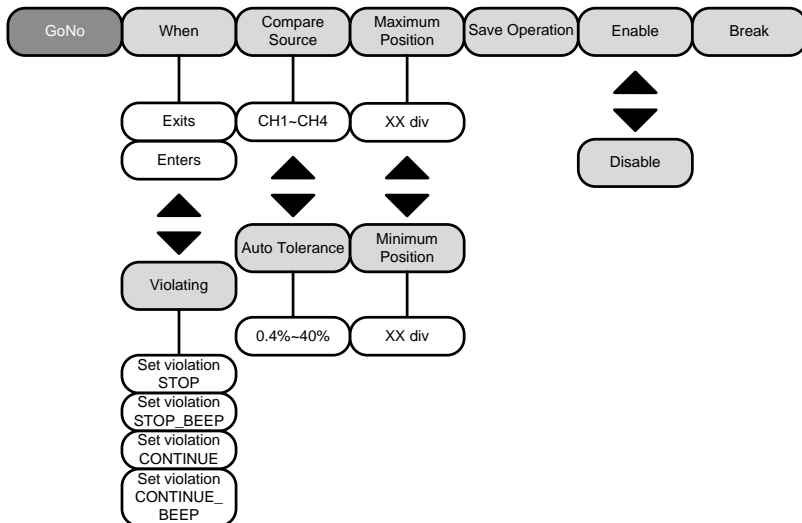 GoNo
When
Compare
Source
Maximum
Position
Save Operation
Enable
Break
Exits
Enters
CH1~CH4
XX div
Disable
Auto Tolerance
Minimum
Position
Violating
0.4%~40%
XX div
Set violation
STOP
Set violation
STOP_BEEP
Set violation
CONTINUE
Set violation
CONTINUE_
BEEP